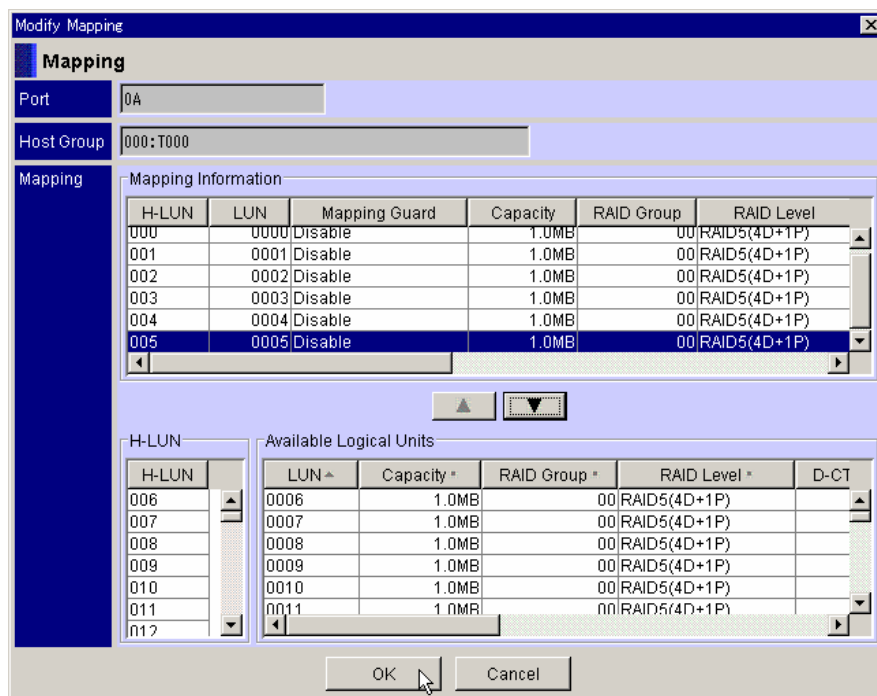 Modify Mapping
Mapping
Port 0A
Host Group 000:T000
Mapping Mapping Information
H-LUN LUN Mapping Guard Capacity RAID Group RAID Level
000 0000 Disable 1.0MB 00 RAID5(4D+1P)
001 0001 Disable 1.0MB 00 RAID5(4D+1P)
002 0002 Disable 1.0MB 00 RAID5(4D+1P)
003 0003 Disable 1.0MB 00 RAID5(4D+1P)
004 0004 Disable 1.0MB 00 RAID5(4D+1P)
005 0005 Disable 1.0MB 00 RAID5(4D+1P)
H-LUN Available Logical Units
H-LUN LUN Capacity RAID Group RAID Level D-CT
006 0006 1.0MB 00 RAID5(4D+1P)
007 0007 1.0MB 00 RAID5(4D+1P)
008 0008 1.0MB 00 RAID5(4D+1P)
009 0009 1.0MB 00 RAID5(4D+1P)
010 0010 1.0MB 00 RAID5(4D+1P)
011 0011 1.0MB 00 RAID5(4D+1P)
012
OK Cancel